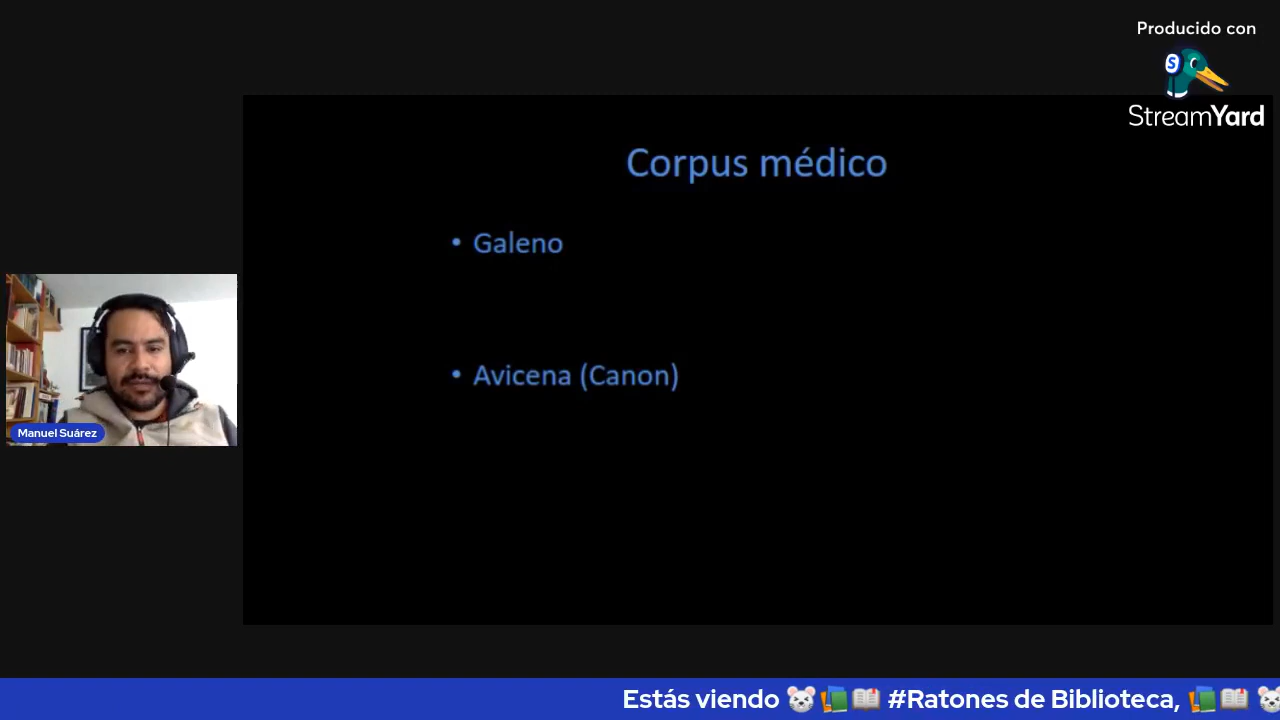 Producido con
StreamYard
Corpus médico
• Galeno
• Avicena (Canon)
Manuel Suárez
Estás viendo 🐭📚📖 #Ratones de Biblioteca, 📚📖 🐭